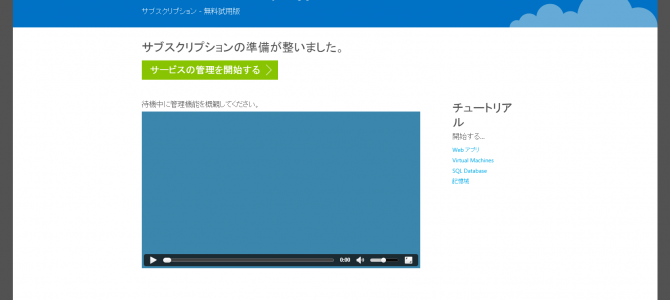 サブスクリプション - 無料試用版
サブスクリプションの準備が整いました。
サービスの管理を開始する
待機中に管理機能を概観してください。
チュートリア
ル
開始する...
Web アプリ
Virtual Machines
SQL Database
記憶域
0:00